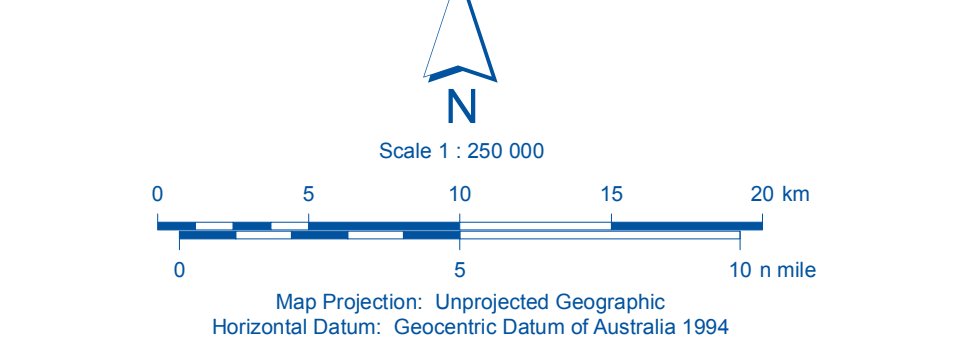 N
Scale 1 : 250 000
0 5 10 15 20 km
0 5 10 n mile
Map Projection: Unprojected Geographic
Horizontal Datum: Geocentric Datum of Australia 1994